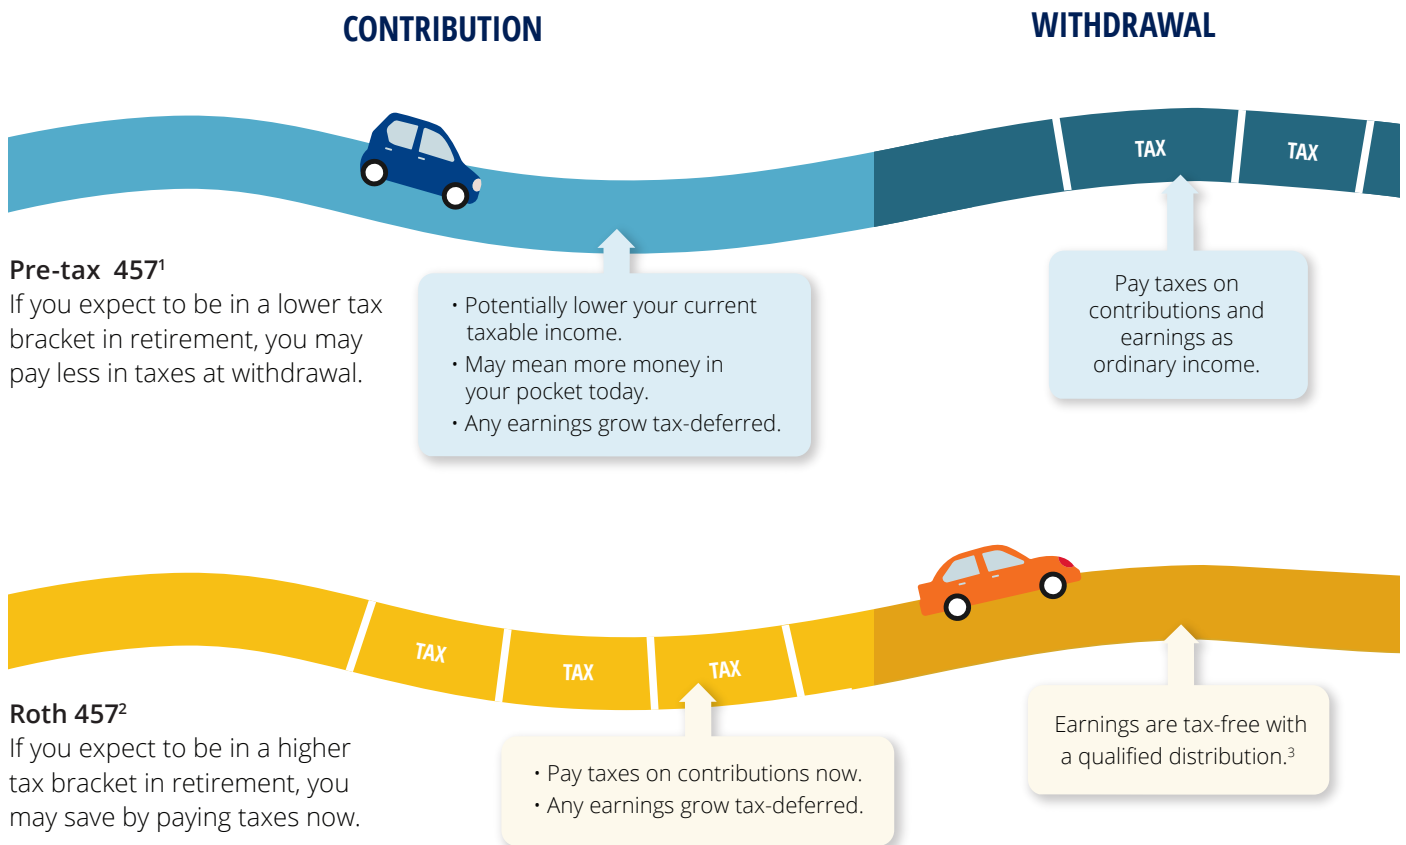 CONTRIBUTION
WITHDRAWAL
TAX
TAX
Pre-tax 457¹
If you expect to be in a lower tax
bracket in retirement, you may
pay less in taxes at withdrawal.
• Potentially lower your current
taxable income.
• May mean more money in
your pocket today.
• Any earnings grow tax-deferred.
Pay taxes on
contributions and
earnings as
ordinary income.
TAX
TAX
TAX
Roth 457²
If you expect to be in a higher
tax bracket in retirement, you
may save by paying taxes now.
• Pay taxes on contributions now.
• Any earnings grow tax-deferred.
Earnings are tax-free with
a qualified distribution.³